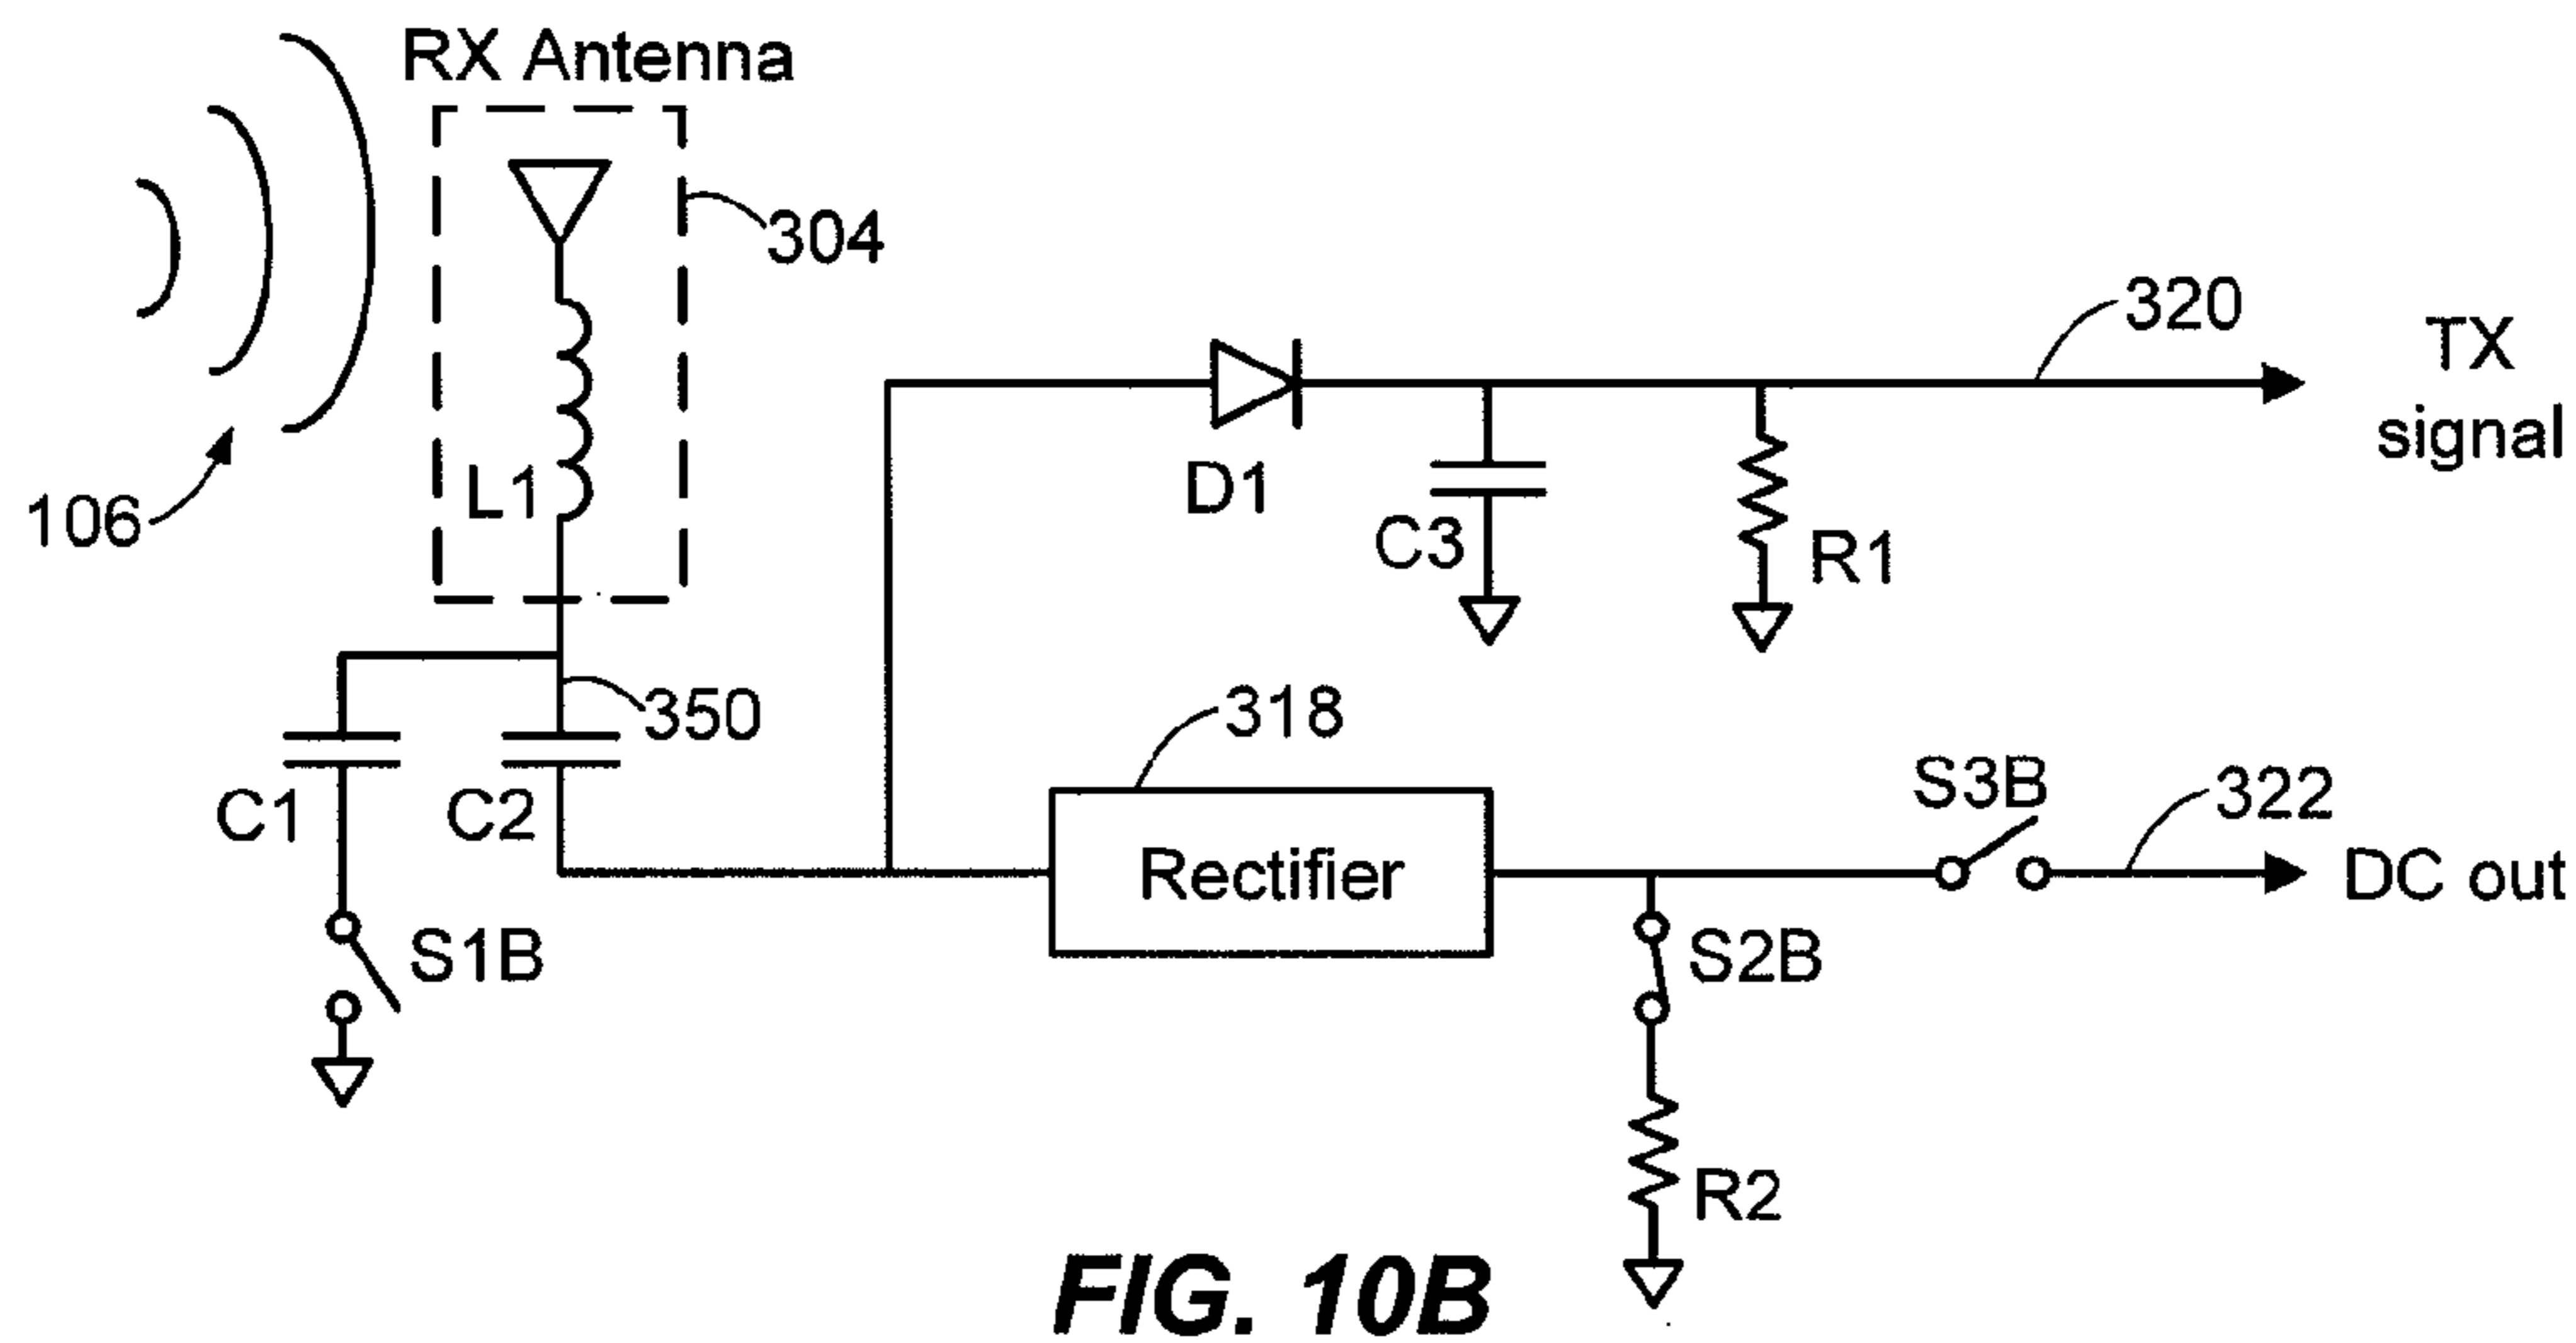 RX Antenna
304
106
L1
320
TX
signal
D1
C3
R1
350
318
C1
C2
Rectifier
S3B
322
DC out
S1B
S2B
R2
FIG. 10B